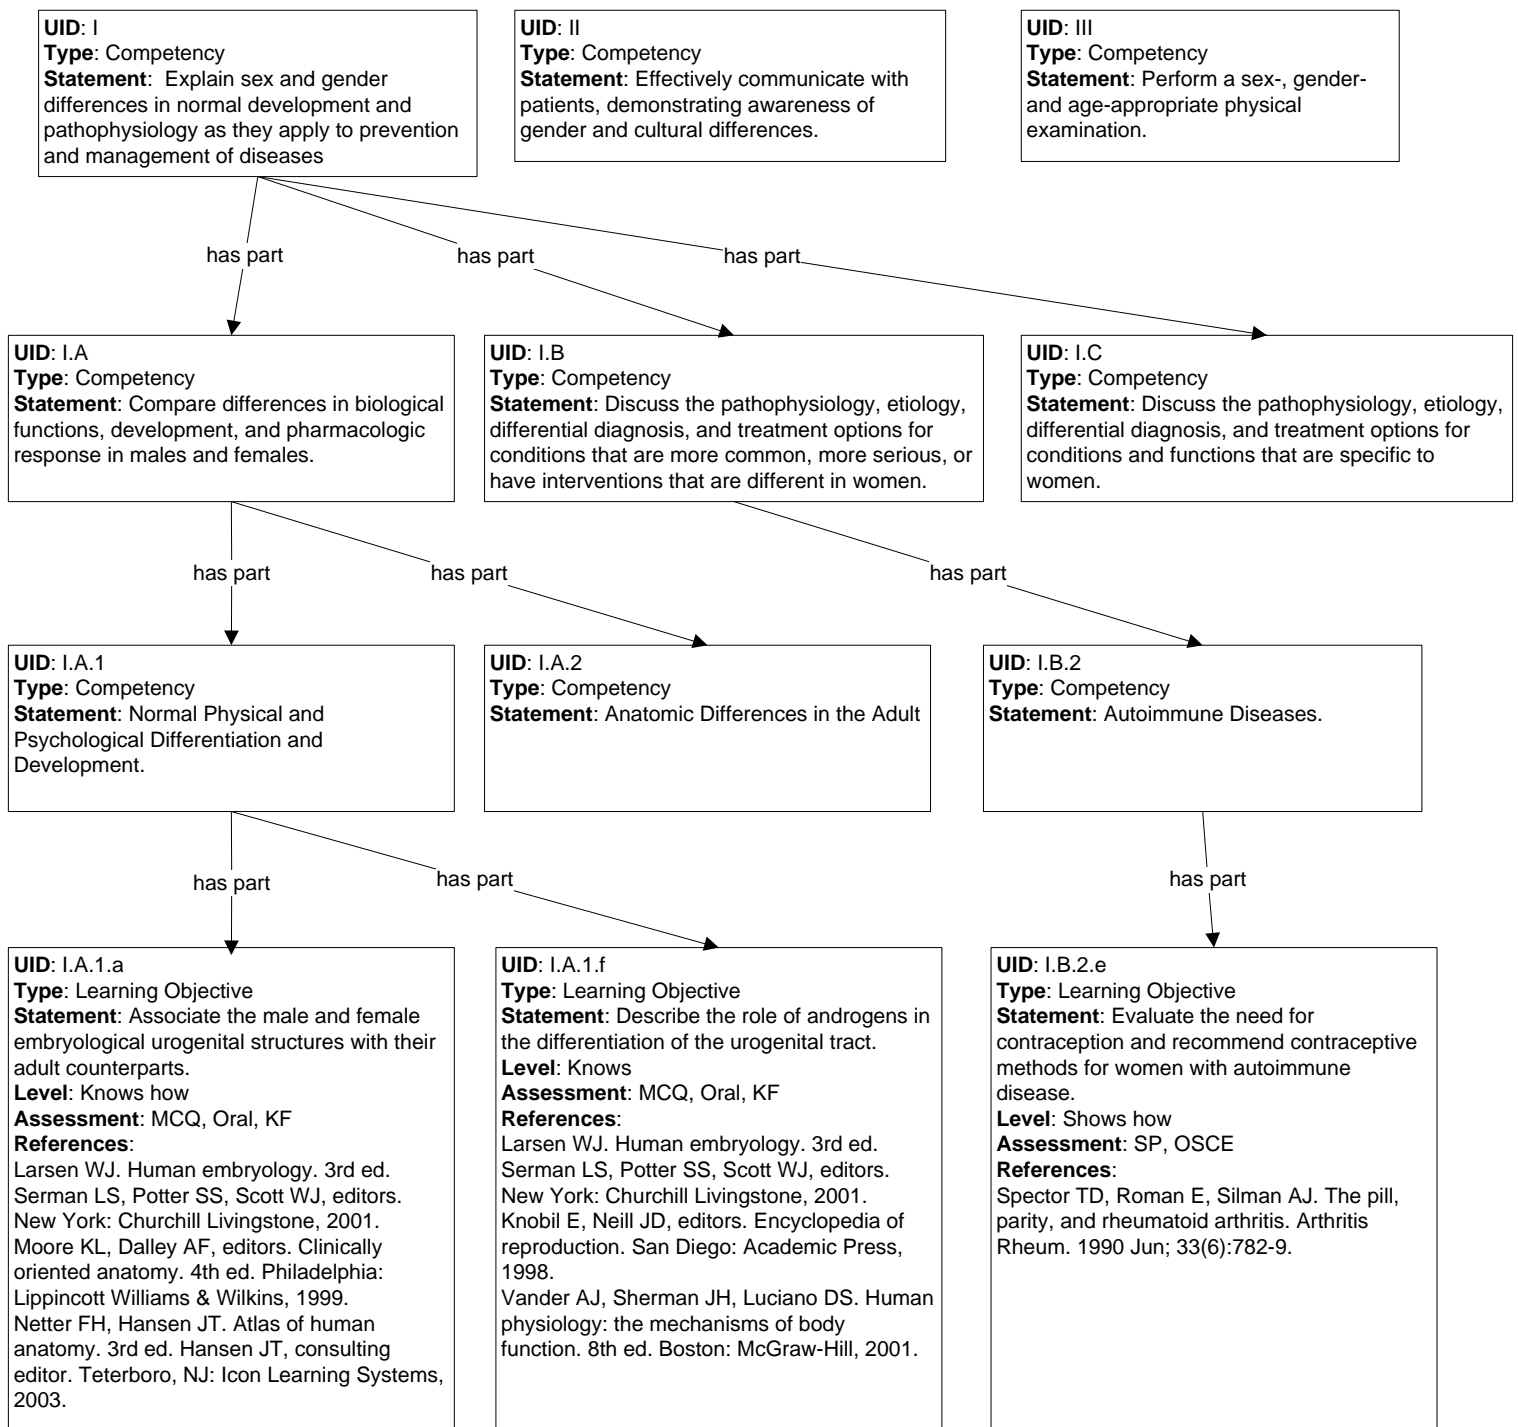 UID: I
Type: Competency
Statement:  Explain sex and gender
differences in normal development and
pathophysiology as they apply to prevention
and management of diseases
UID: II
Type: Competency
Statement: Effectively communicate with
patients, demonstrating awareness of
gender and cultural differences.
UID: III
Type: Competency
Statement: Perform a sex-, gender-
and age-appropriate physical
examination.
has part
has part
has part
UID: I.A
Type: Competency
Statement: Compare differences in biological
functions, development, and pharmacologic
response in males and females.
UID: I.B
Type: Competency
Statement: Discuss the pathophysiology, etiology,
differential diagnosis, and treatment options for
conditions that are more common, more serious, or
have interventions that are different in women.
UID: I.C
Type: Competency
Statement: Discuss the pathophysiology, etiology,
differential diagnosis, and treatment options for
conditions and functions that are specific to
women.
has part
has part
has part
UID: I.A.1
Type: Competency
Statement: Normal Physical and
Psychological Differentiation and
Development.
UID: I.A.2
Type: Competency
Statement: Anatomic Differences in the Adult
UID: I.B.2
Type: Competency
Statement: Autoimmune Diseases.
has part
has part
has part
UID: I.A.1.a
Type: Learning Objective
Statement: Associate the male and female
embryological urogenital structures with their
adult counterparts.
Level: Knows how
Assessment: MCQ, Oral, KF
References:
Larsen WJ. Human embryology. 3rd ed.
Serman LS, Potter SS, Scott WJ, editors.
New York: Churchill Livingstone, 2001.
Moore KL, Dalley AF, editors. Clinically
oriented anatomy. 4th ed. Philadelphia:
Lippincott Williams & Wilkins, 1999.
Netter FH, Hansen JT. Atlas of human
anatomy. 3rd ed. Hansen JT, consulting
editor. Teterboro, NJ: Icon Learning Systems,
2003.
UID: I.A.1.f
Type: Learning Objective
Statement: Describe the role of androgens in
the differentiation of the urogenital tract.
Level: Knows
Assessment: MCQ, Oral, KF
References:
Larsen WJ. Human embryology. 3rd ed.
Serman LS, Potter SS, Scott WJ, editors.
New York: Churchill Livingstone, 2001.
Knobil E, Neill JD, editors. Encyclopedia of
reproduction. San Diego: Academic Press,
1998.
Vander AJ, Sherman JH, Luciano DS. Human
physiology: the mechanisms of body
function. 8th ed. Boston: McGraw-Hill, 2001.
UID: I.B.2.e
Type: Learning Objective
Statement: Evaluate the need for
contraception and recommend contraceptive
methods for women with autoimmune
disease.
Level: Shows how
Assessment: SP, OSCE
References:
Spector TD, Roman E, Silman AJ. The pill,
parity, and rheumatoid arthritis. Arthritis
Rheum. 1990 Jun; 33(6):782-9.